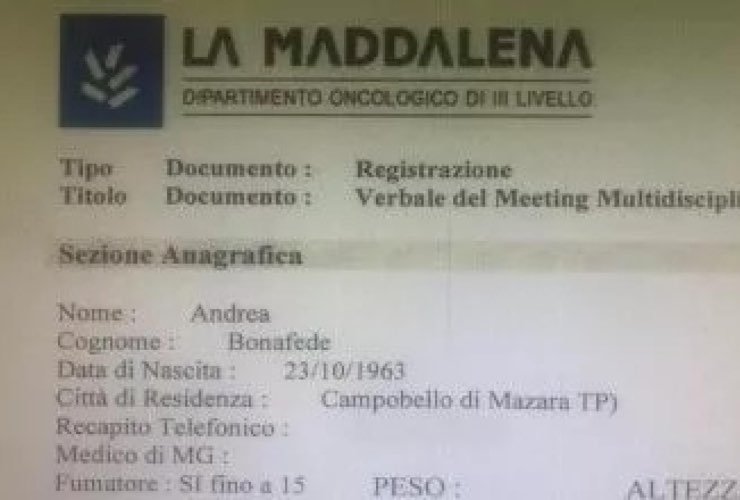 LA MADDALENA
DIPARTIMENTO ONCOLOGICO DI III LIVELLO
Tipo Documento : Registrazione
Titolo Documento : Verbale del Meeting Multidiscipli
Sezione Anagrafica
Nome : Andrea
Cognome : Bonafede
Data di Nascita : 23/10/1963
Città di Residenza : Campobello di Mazara TP)
Recapito Telefonico :
Medico di MG :
Fumatore : SI fino a 15 PESO : ALTEZZ